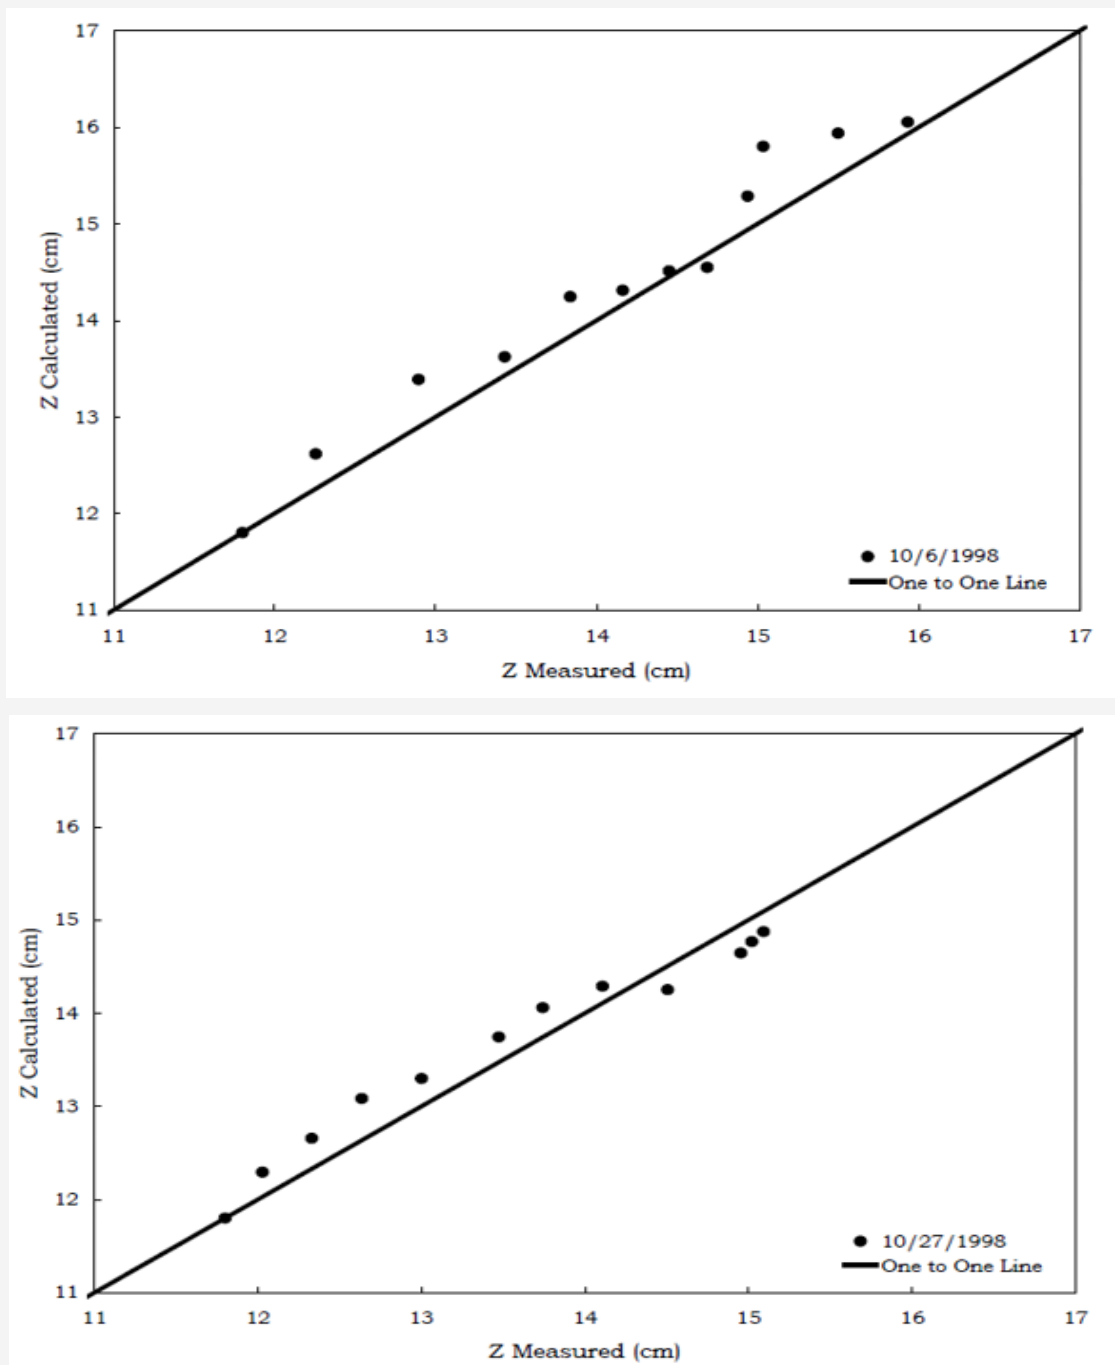 17
16
15
14
13
12
11
Z Calculated (cm)
10/6/1998
One to One Line
11 12 13 14 15 16 17
Z Measured (cm)
17
16
15
14
13
12
11
Z Calculated (cm)
10/27/1998
One to One Line
11 12 13 14 15 16 17
Z Measured (cm)